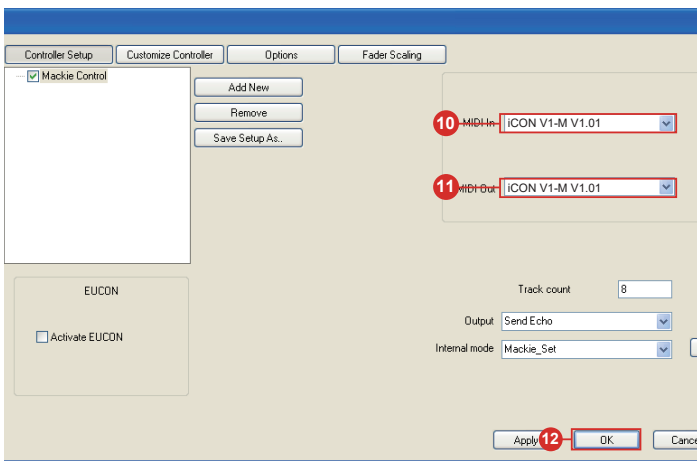 Controller Setup Customize Controller Options Fader Scaling
Mackie Control
Add New
Remove
Save Setup As..
10 MIDI In iCON V1-M V1.01
11 MIDI Out iCON V1-M V1.01
EUCON
Activate EUCON
Track count 8
Output Send Echo
Internal mode Mackie_Set
Apply 12 OK Cance